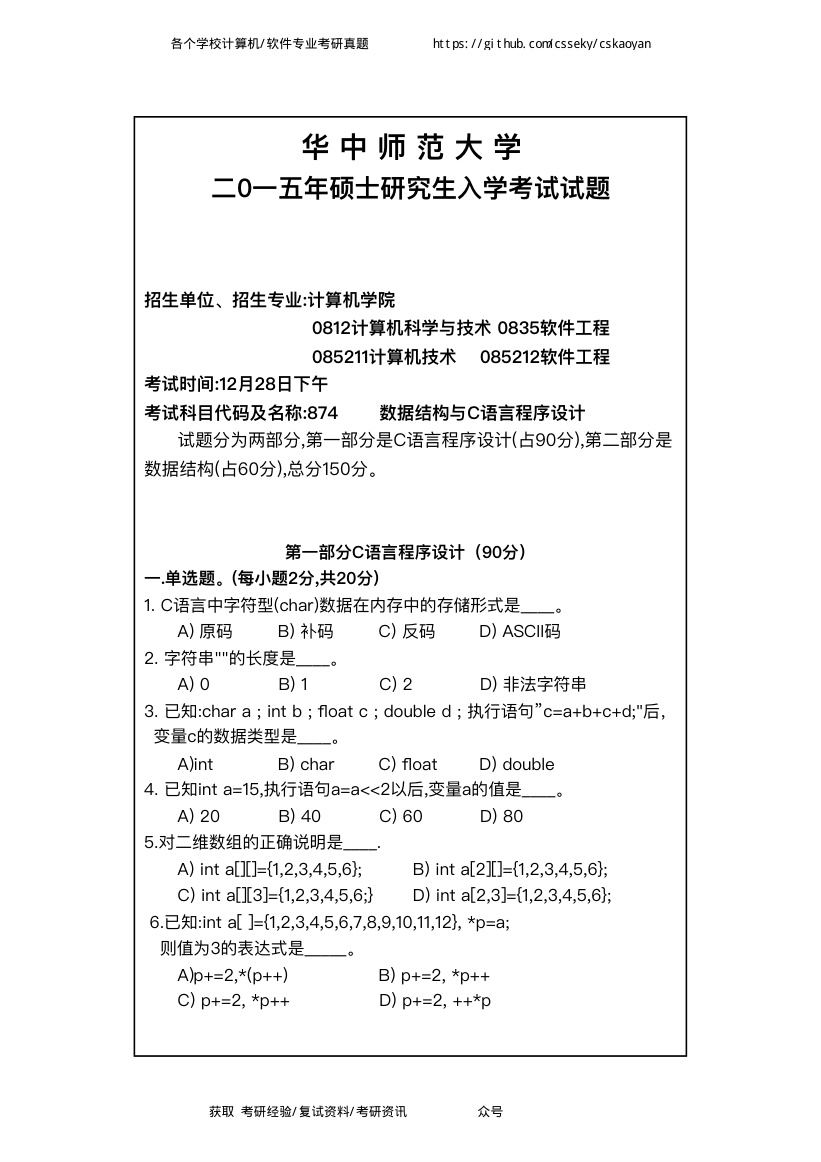 各个学校计算机/软件专业考研真题 https://github.com/csseky/cskaoyan
华中师范大学
二0一五年硕士研究生入学考试试题
招生单位、招生专业:计算机学院
0812计算机科学与技术 0835软件工程
085211计算机技术 085212软件工程
考试时间:12月28日下午
考试科目代码及名称:874 数据结构与C语言程序设计
试题分为两部分,第一部分是C语言程序设计(占90分),第二部分是
数据结构(占60分),总分150分。
第一部分C语言程序设计（90分）
一.单选题。(每小题2分,共20分)
1. C语言中字符型(char)数据在内存中的存储形式是____。
A) 原码 B) 补码 C) 反码 D) ASCII码
2. 字符串""的长度是____。
A) 0 B) 1 C) 2 D) 非法字符串
3. 已知:char a ; int b ; float c ; double d ; 执行语句”c=a+b+c+d;"后,
变量c的数据类型是____。
A)int B) char C) float D) double
4. 已知int a=15,执行语句a=a<<2以后,变量a的值是____。
A) 20 B) 40 C) 60 D) 80
5.对二维数组的正确说明是____.
A) int a[][]={1,2,3,4,5,6}; B) int a[2][]={1,2,3,4,5,6};
C) int a[][3]={1,2,3,4,5,6;} D) int a[2,3]={1,2,3,4,5,6};
6.已知:int a[ ]={1,2,3,4,5,6,7,8,9,10,11,12}, *p=a;
则值为3的表达式是_____。
A)p+=2,*(p++) B) p+=2, *p++
C) p+=2, *p++ D) p+=2, ++*p
获取 考研经验/复试资料/考研资讯 众号